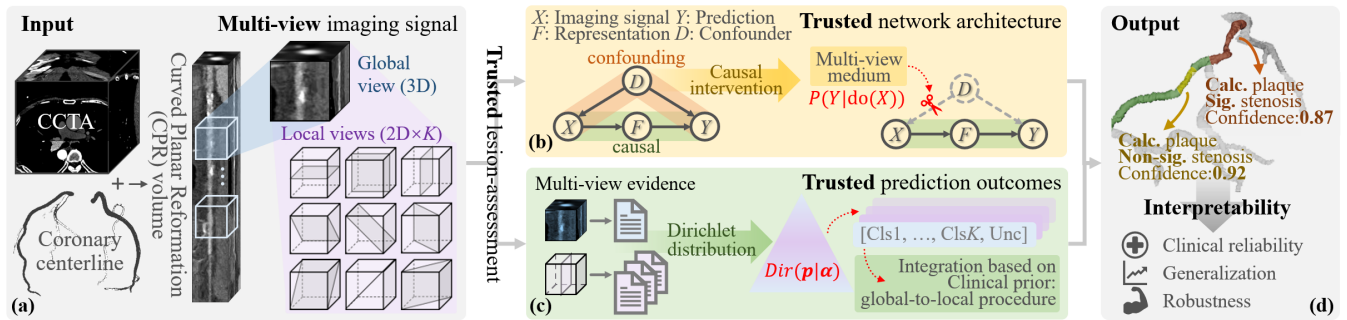 Input
Multi-view imaging signal
CCTA
Curved Planar Reformation
(CPR) volume
Global
view (3D)
Local views (2D×K)
+
Coronary
centerline
(a)
Trusted lesion-assessment
X: Imaging signal Y: Prediction
F: Representation D: Confounder
Trusted network architecture
confounding
D
X
F
Y
causal
Causal
intervention
Multi-view
medium
P(Y|do(X))
D
X
F
Y
(b)
Multi-view evidence
Trusted prediction outcomes
Dirichlet
distribution
Dir(p|α)
[Cls1, …, ClsK, Unc]
Integration based on
Clinical prior:
global-to-local procedure
(c)
Output
Calc. plaque
Sig. stenosis
Confidence:0.87
Calc. plaque
Non-sig. stenosis
Confidence:0.92
Interpretability
Clinical reliability
Generalization
Robustness
(d)